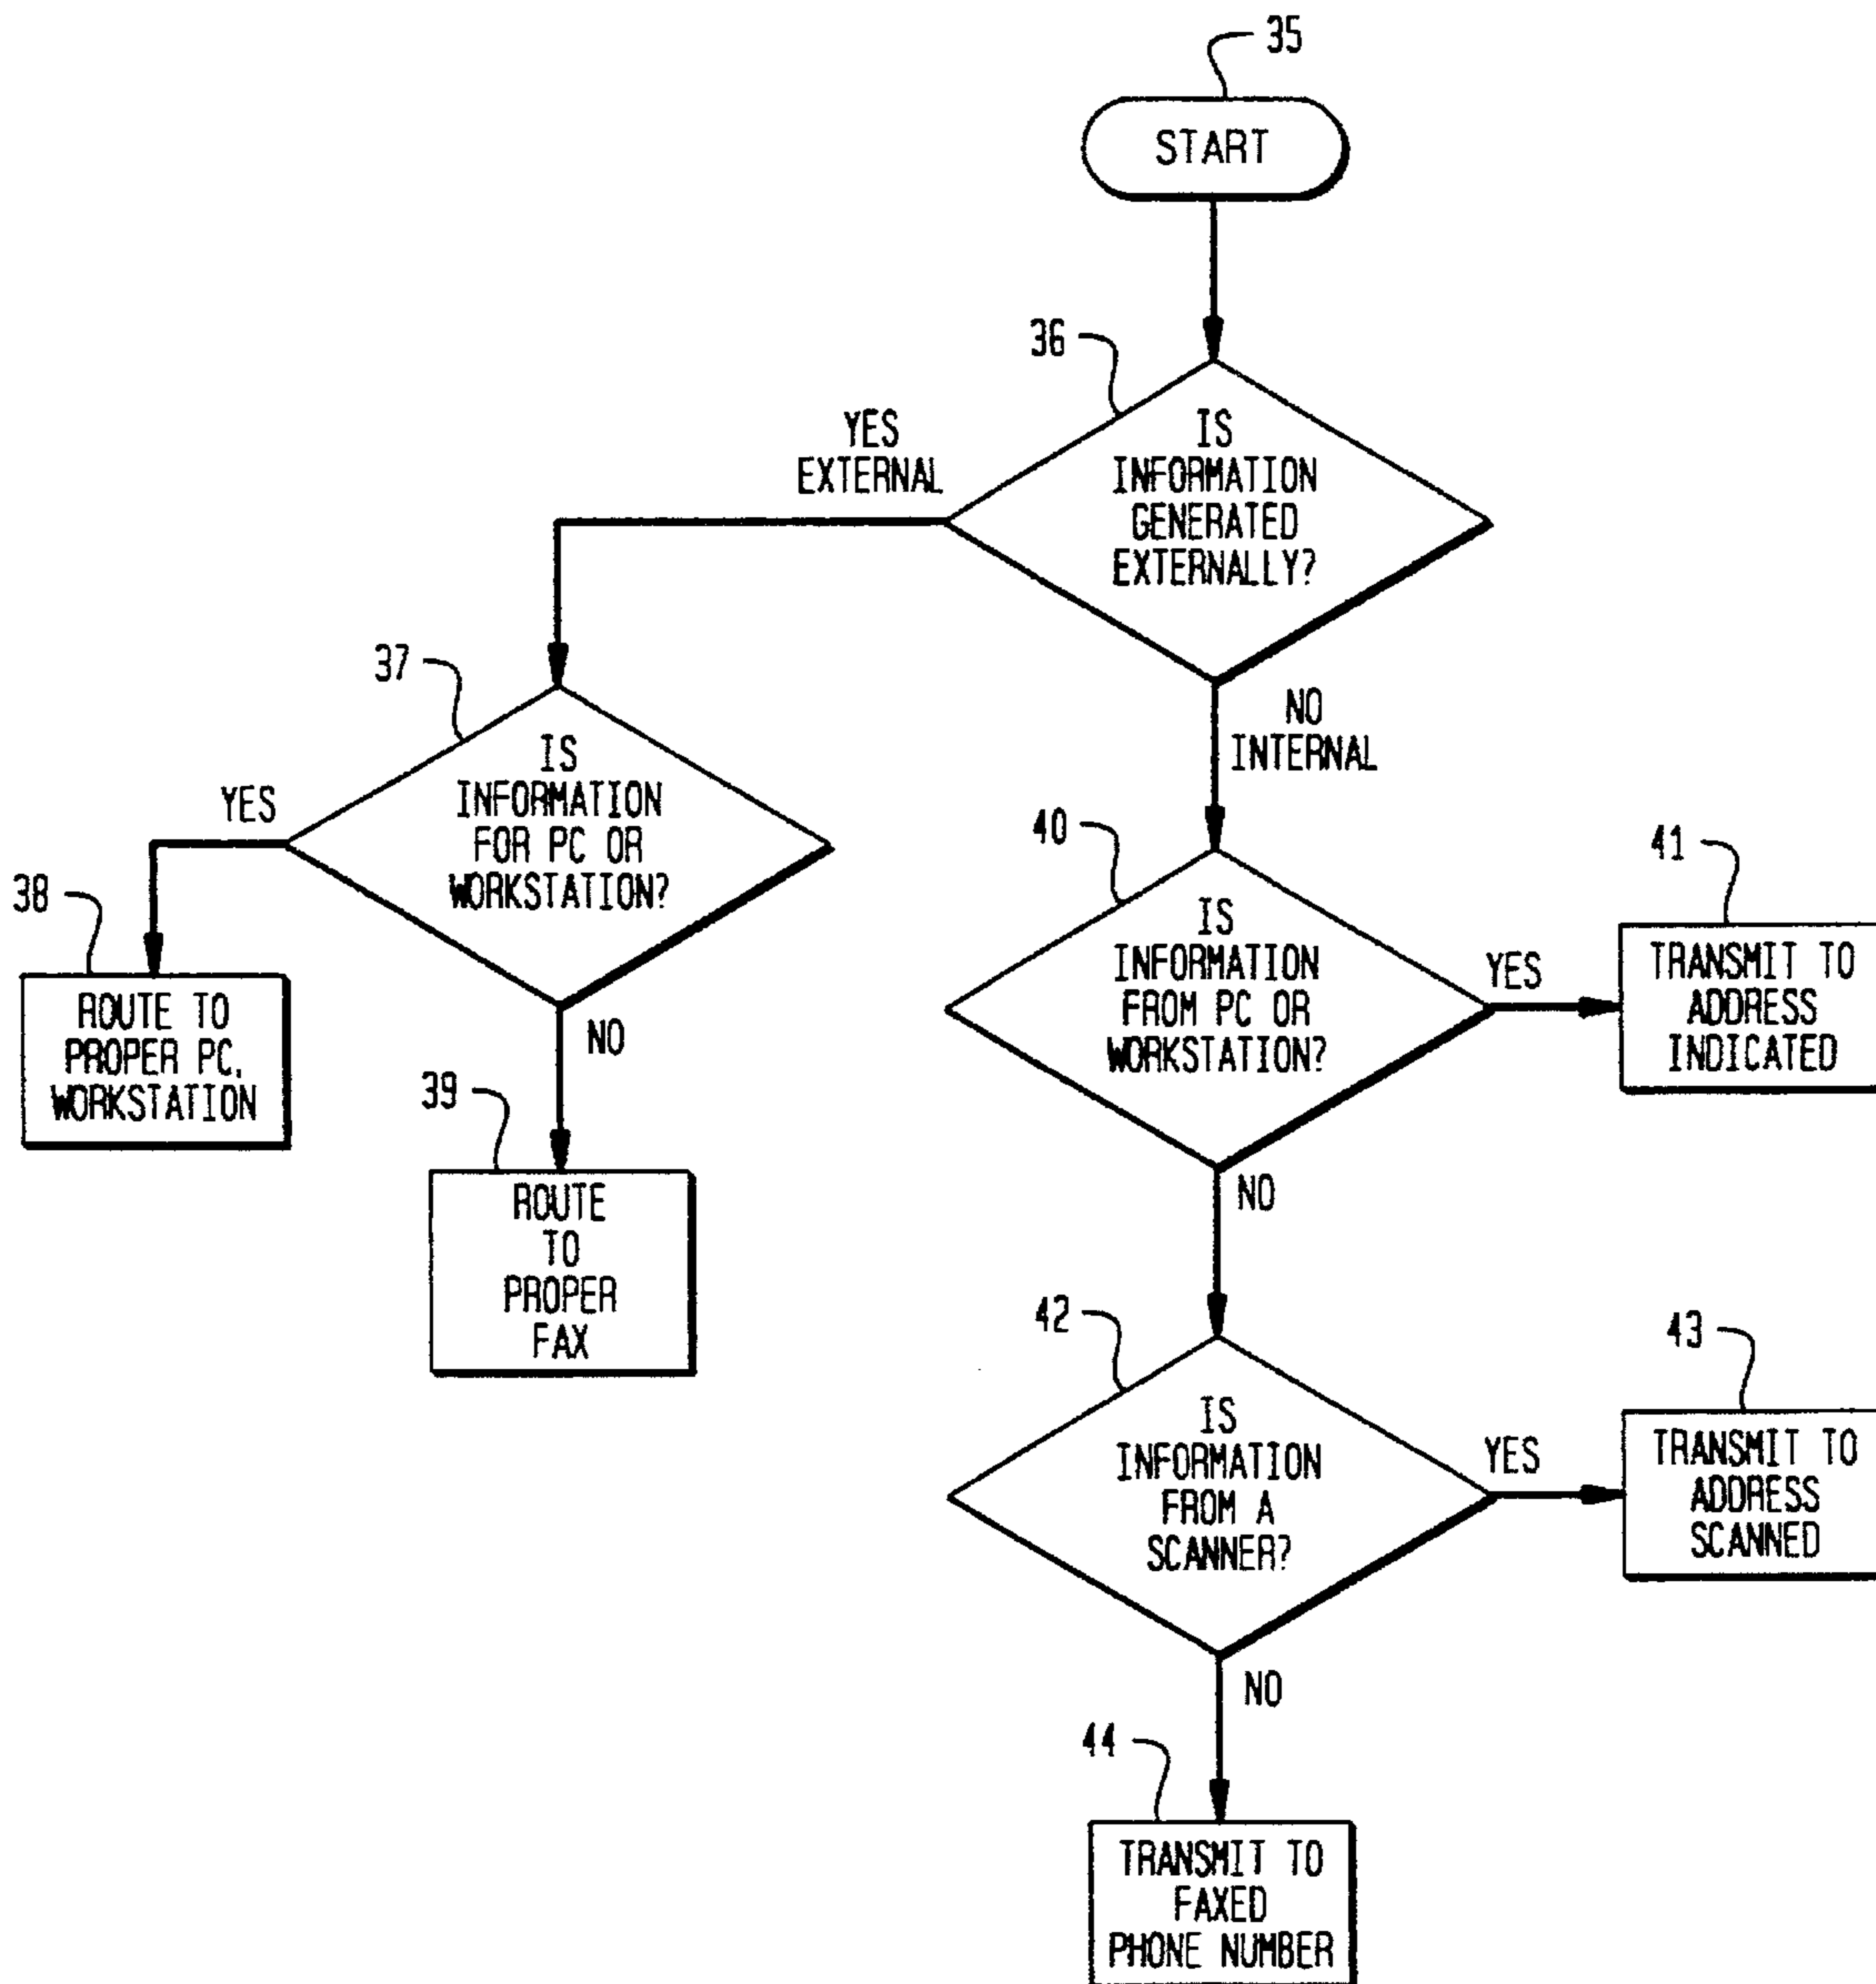 35
START
36
IS
INFORMATION
GENERATED
EXTERNALLY?
YES
EXTERNAL
NO
INTERNAL
37
IS
INFORMATION
FOR PC OR
WORKSTATION?
YES
38
ROUTE TO
PROPER PC,
WORKSTATION
NO
39
ROUTE
TO
PROPER
FAX
40
IS
INFORMATION
FROM PC OR
WORKSTATION?
YES
41
TRANSMIT TO
ADDRESS
INDICATED
NO
42
IS
INFORMATION
FROM A
SCANNER?
YES
43
TRANSMIT TO
ADDRESS
SCANNED
NO
44
TRANSMIT TO
FAXED
PHONE NUMBER